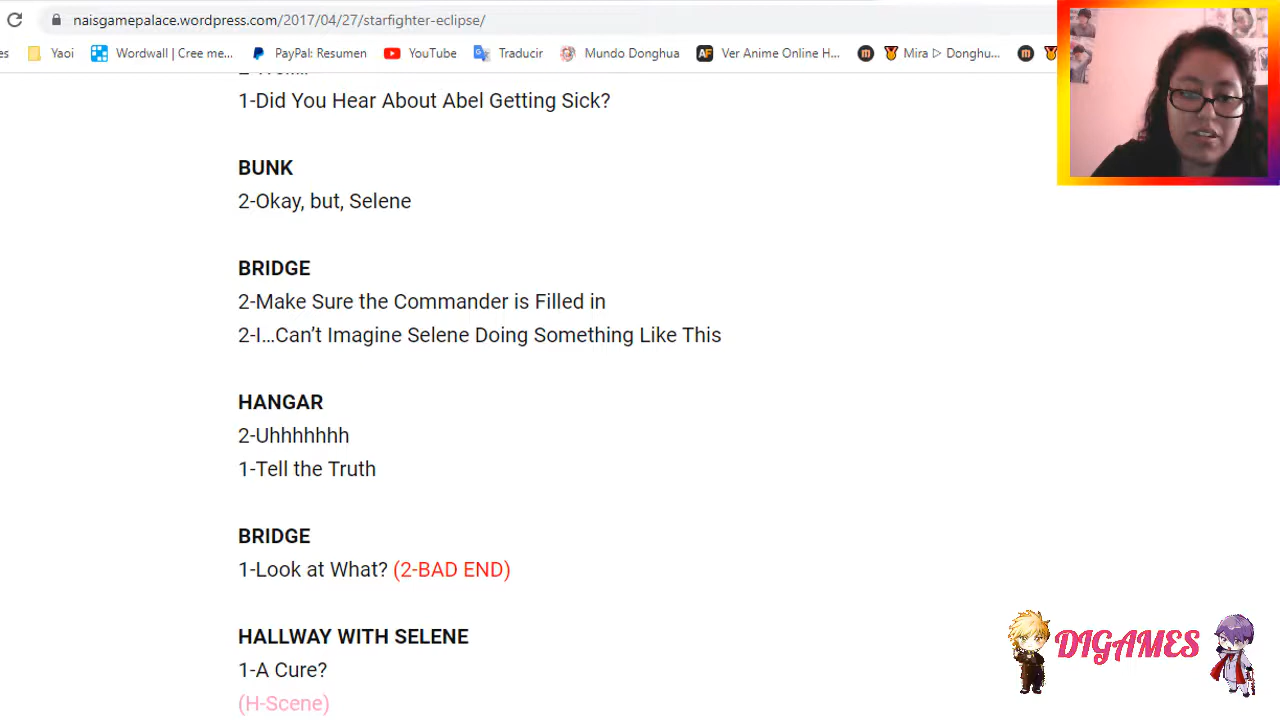 naisgamepalace.wordpress.com/2017/04/27/starfighter-eclipse/
es Yaoi Wordwall | Cree me... PayPal: Resumen YouTube Traducir Mundo Donghua AF Ver Anime Online H... m Mira ▷ Donghu... m
1-Did You Hear About Abel Getting Sick?
BUNK
2-Okay, but, Selene
BRIDGE
2-Make Sure the Commander is Filled in
2-I...Can't Imagine Selene Doing Something Like This
HANGAR
2-Uhhhhhhh
1-Tell the Truth
BRIDGE
1-Look at What? (2-BAD END)
HALLWAY WITH SELENE
1-A Cure?
(H-Scene)
DIGAMES